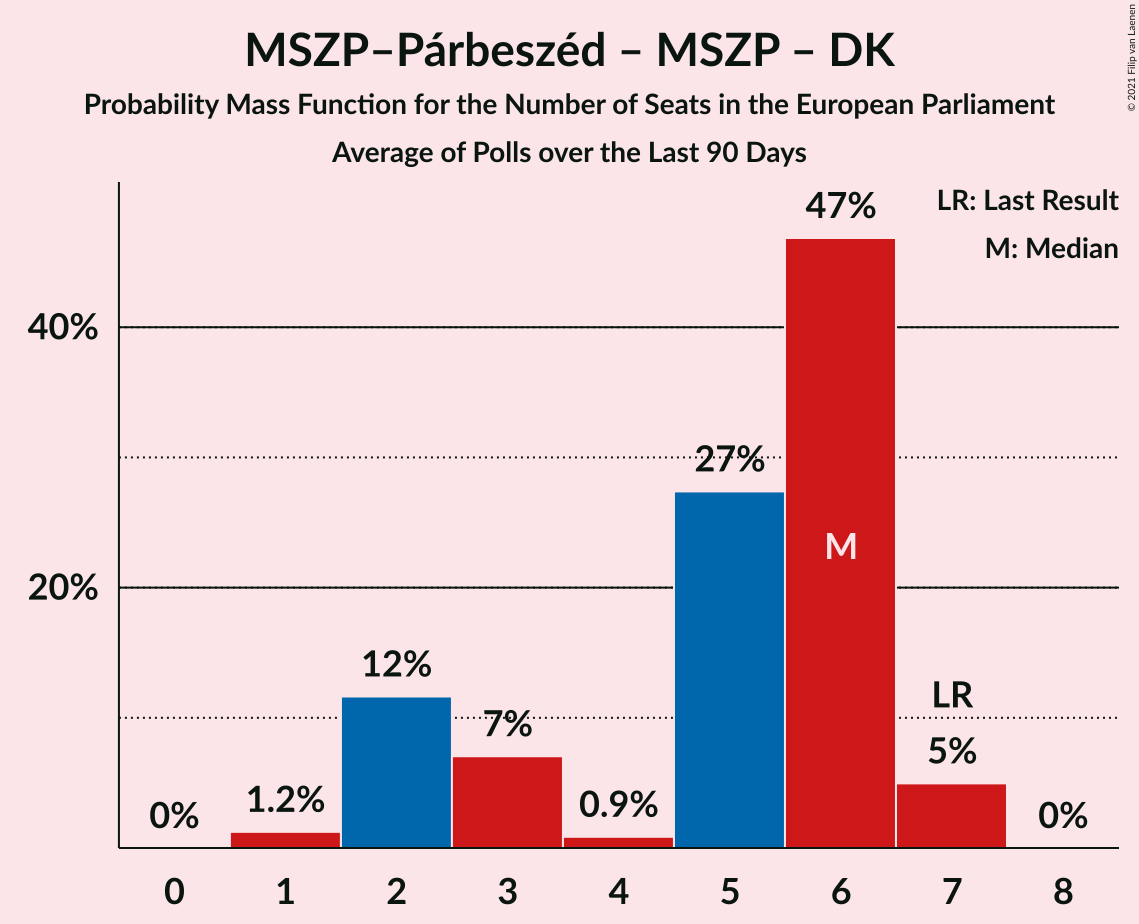 MSZP–Párbeszéd – MSZP – DK
Probability Mass Function for the Number of Seats in the European Parliament
Average of Polls over the Last 90 Days
© 2021 Filip van Laenen
LR: Last Result
M: Median
40%
20%
0%
1.2%
12%
7%
0.9%
27%
47%
M
LR
5%
0%
0 1 2 3 4 5 6 7 8